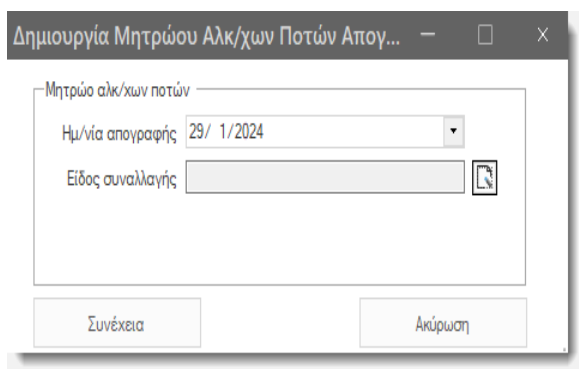 Δημιουργία Μητρώου Αλκ/χων Ποτών Απογ...
Μητρώο αλκ/χων ποτών
Ημ/νία απογραφής 29/ 1/2024
Είδος συναλλαγής
Συνέχεια Ακύρωση